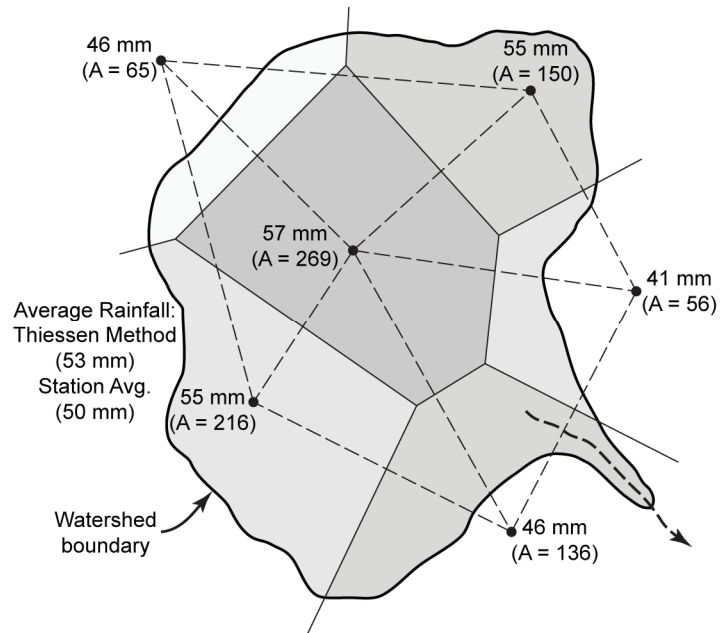 46 mm
(A = 65)
55 mm
(A = 150)
57 mm
(A = 269)
41 mm
(A = 56)
Average Rainfall:
Thiessen Method
(53 mm)
Station Avg.
(50 mm)
55 mm
(A = 216)
Watershed
boundary
46 mm
(A = 136)